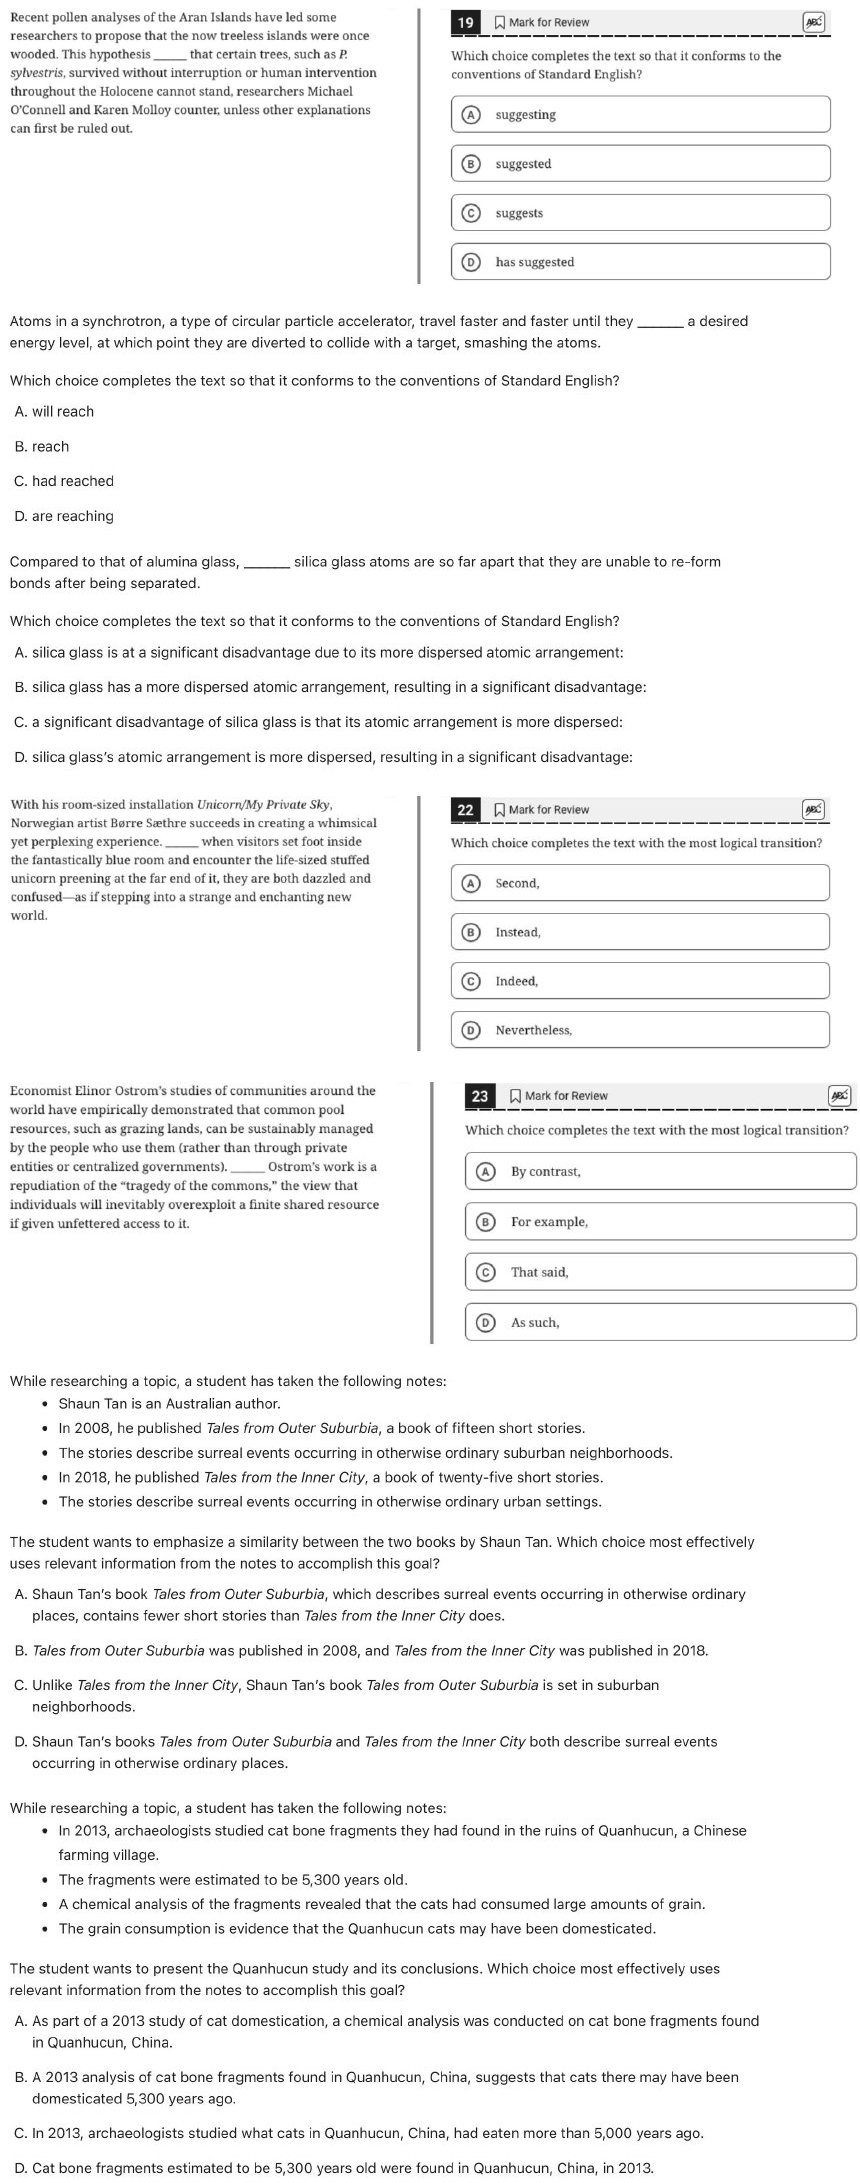 Recent pollen analyses of the Aran Islands have led some
researchers to propose that the now treeless islands were once
wooded. This hypothesis ______ that certain trees, such as P.
sylvestris, survived without interruption or human intervention
throughout the Holocene cannot stand, researchers Michael
O'Connell and Karen Molloy counter, unless other explanations
can first be ruled out.
19 Mark for Review ABC
Which choice completes the text so that it conforms to the
conventions of Standard English?
A suggesting
B suggested
C suggests
D has suggested
Atoms in a synchrotron, a type of circular particle accelerator, travel faster and faster until they ______ a desired
energy level, at which point they are diverted to collide with a target, smashing the atoms.
Which choice completes the text so that it conforms to the conventions of Standard English?
A. will reach
B. reach
C. had reached
D. are reaching
Compared to that of alumina glass, ______ silica glass atoms are so far apart that they are unable to re-form
bonds after being separated.
Which choice completes the text so that it conforms to the conventions of Standard English?
A. silica glass is at a significant disadvantage due to its more dispersed atomic arrangement:
B. silica glass has a more dispersed atomic arrangement, resulting in a significant disadvantage:
C. a significant disadvantage of silica glass is that its atomic arrangement is more dispersed:
D. silica glass's atomic arrangement is more dispersed, resulting in a significant disadvantage:
With his room-sized installation Unicorn/My Private Sky,
Norwegian artist Børre Sæthre succeeds in creating a whimsical
yet perplexing experience. ______ when visitors set foot inside
the fantastically blue room and encounter the life-sized stuffed
unicorn preening at the far end of it, they are both dazzled and
confused—as if stepping into a strange and enchanting new
world.
22 Mark for Review ABC
Which choice completes the text with the most logical transition?
A Second,
B Instead,
C Indeed,
D Nevertheless,
Economist Elinor Ostrom's studies of communities around the
world have empirically demonstrated that common pool
resources, such as grazing lands, can be sustainably managed
by the people who use them (rather than through private
entities or centralized governments). ______ Ostrom's work is a
repudiation of the "tragedy of the commons," the view that
individuals will inevitably overexploit a finite shared resource
if given unfettered access to it.
23 Mark for Review ABC
Which choice completes the text with the most logical transition?
A By contrast,
B For example,
C That said,
D As such,
While researching a topic, a student has taken the following notes:
• Shaun Tan is an Australian author.
• In 2008, he published Tales from Outer Suburbia, a book of fifteen short stories.
• The stories describe surreal events occurring in otherwise ordinary suburban neighborhoods.
• In 2018, he published Tales from the Inner City, a book of twenty-five short stories.
• The stories describe surreal events occurring in otherwise ordinary urban settings.
The student wants to emphasize a similarity between the two books by Shaun Tan. Which choice most effectively
uses relevant information from the notes to accomplish this goal?
A. Shaun Tan's book Tales from Outer Suburbia, which describes surreal events occurring in otherwise ordinary
places, contains fewer short stories than Tales from the Inner City does.
B. Tales from Outer Suburbia was published in 2008, and Tales from the Inner City was published in 2018.
C. Unlike Tales from the Inner City, Shaun Tan's book Tales from Outer Suburbia is set in suburban
neighborhoods.
D. Shaun Tan's books Tales from Outer Suburbia and Tales from the Inner City both describe surreal events
occurring in otherwise ordinary places.
While researching a topic, a student has taken the following notes:
• In 2013, archaeologists studied cat bone fragments they had found in the ruins of Quanhucun, a Chinese
farming village.
• The fragments were estimated to be 5,300 years old.
• A chemical analysis of the fragments revealed that the cats had consumed large amounts of grain.
• The grain consumption is evidence that the Quanhucun cats may have been domesticated.
The student wants to present the Quanhucun study and its conclusions. Which choice most effectively uses
relevant information from the notes to accomplish this goal?
A. As part of a 2013 study of cat domestication, a chemical analysis was conducted on cat bone fragments found
in Quanhucun, China.
B. A 2013 analysis of cat bone fragments found in Quanhucun, China, suggests that cats there may have been
domesticated 5,300 years ago.
C. In 2013, archaeologists studied what cats in Quanhucun, China, had eaten more than 5,000 years ago.
D. Cat bone fragments estimated to be 5,300 years old were found in Quanhucun, China, in 2013.